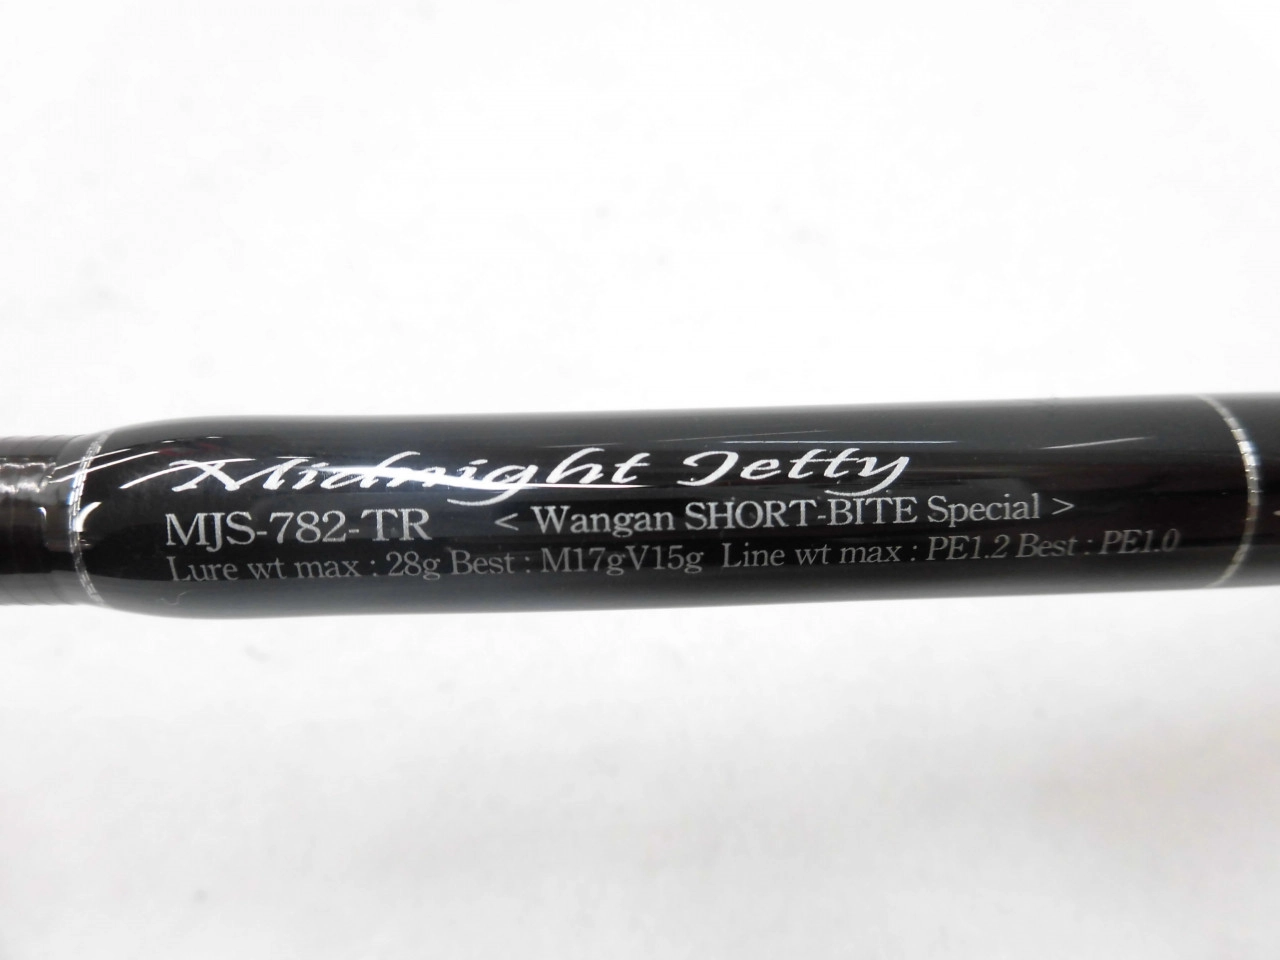 Midnight Jetty
MJS-782-TR < Wangan SHORT-BITE Special >
Lure wt max : 28g Best : M17gV15g Line wt max : PE1.2 Best : PE1.0